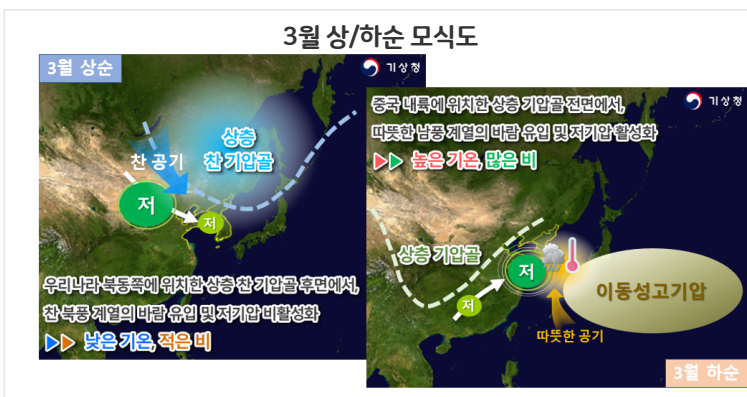 3월 상/하순 모식도
3월 상순
기상청
상층
찬 기압골
찬 공기
저
저
우리나라 북동쪽에 위치한 상층 찬 기압골 후면에서,
찬 북풍 계열의 바람 유입 및 저기압 비활성화
낮은 기온, 적은 비
기상청
중국 내륙에 위치한 상층 기압골 전면에서,
따뜻한 남풍 계열의 바람 유입 및 저기압 활성화
높은 기온, 많은 비
상층 기압골
저
저
이동성고기압
따뜻한 공기
3월 하순